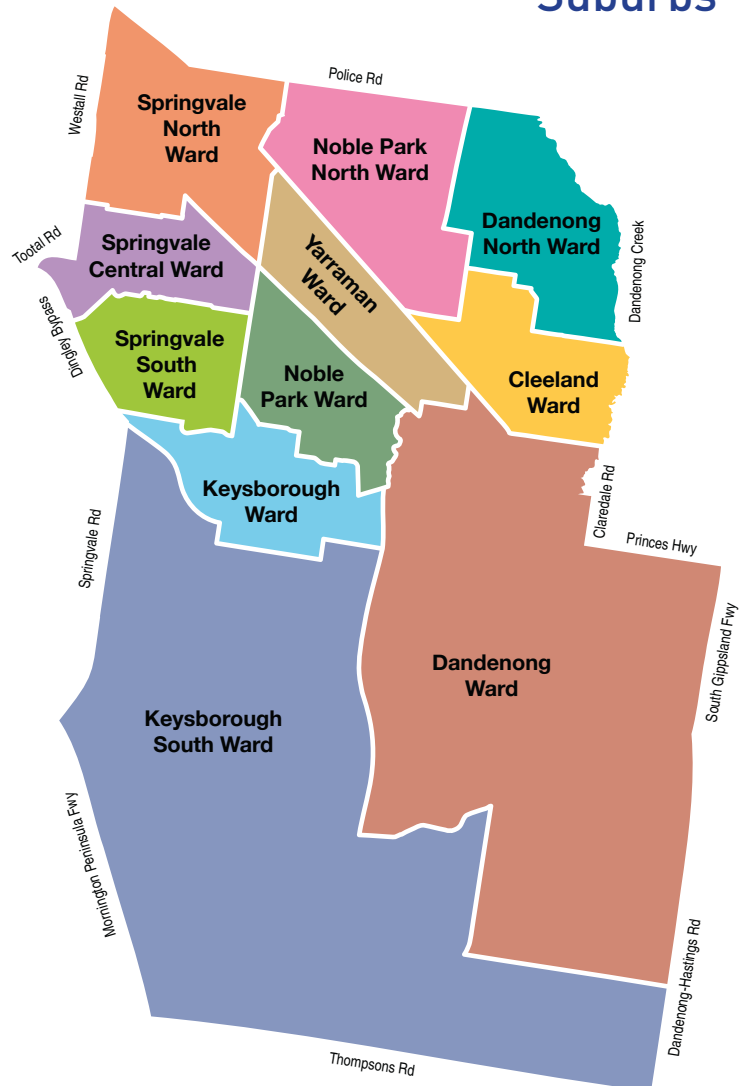 Suburbs
Police Rd
Westall Rd
Springvale
North
Ward
Noble Park
North Ward
Dandenong
North Ward
Dandenong Creek
Tootal Rd
Springvale
Central Ward
Yarraman
Ward
Dingley Bypass
Springvale
South
Ward
Noble
Park Ward
Cleeland
Ward
Keysborough
Ward
Claredale Rd
Princes Hwy
Springvale Rd
South Gippsland Fwy
Dandenong
Ward
Keysborough
South Ward
Mornington Peninsula Fwy
Dandenong-Hastings Rd
Thompsons Rd